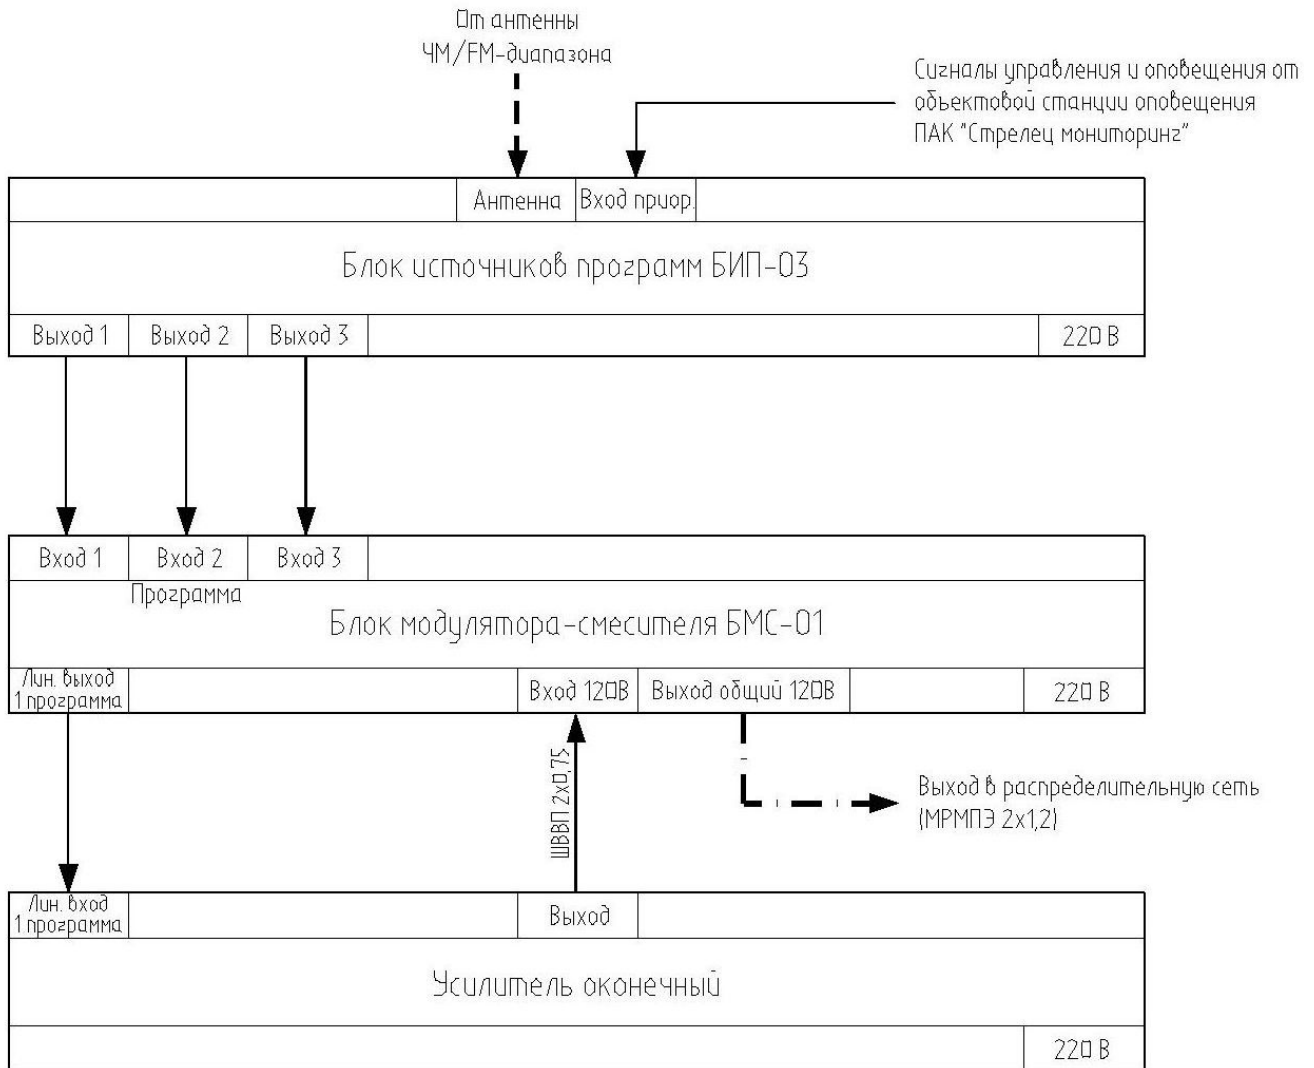 От антенны
ЧМ/FM-диапазона
Сигналы управления и оповещения от
объектовой станции оповещения
ПАК "Стрелец мониторинг"
Антенна
Вход приор.
Блок источников программ БИП-03
Выход 1
Выход 2
Выход 3
220 В
Вход 1
Вход 2
Вход 3
Программа
Блок модулятора-смесителя БМС-01
Лин. выход
1 программа
Вход 120В
Выход общий 120В
220 В
ШВВП 2х0,75
Выход в распределительную сеть
(МРМПЭ 2х1,2)
Лин. вход
1 программа
Выход
Усилитель оконечный
220 В